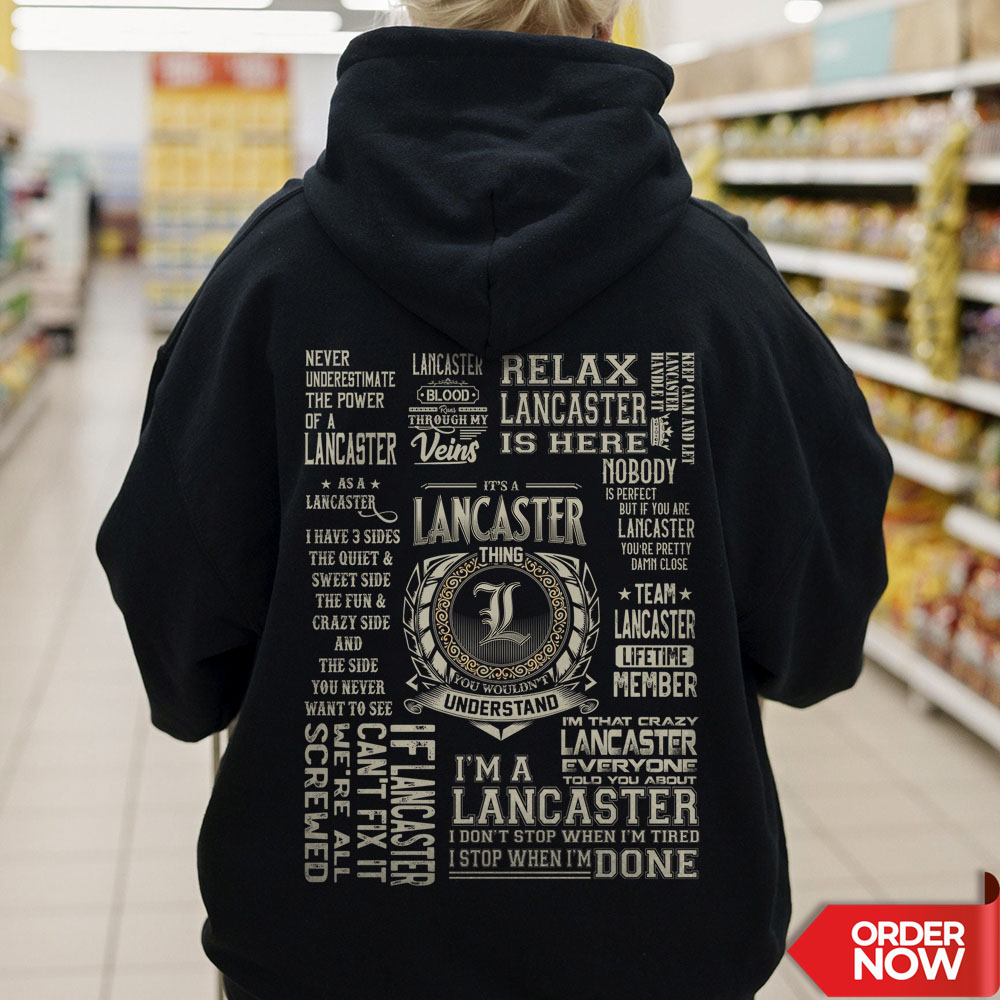 NEVER
UNDERESTIMATE
THE POWER
OF A
LANCASTER
LANCASTER
BLOOD
Runs
THROUGH MY
Veins
RELAX
LANCASTER
IS HERE
KEEP CALM AND LET
LANCASTER
HANDLE IT
NOBODY
IS PERFECT
BUT IF YOU ARE
LANCASTER
YOU'RE PRETTY
DAMN CLOSE
AS A
LANCASTER
I HAVE 3 SIDES
THE QUIET &
SWEET SIDE
THE FUN &
CRAZY SIDE
AND
THE SIDE
YOU NEVER
WANT TO SEE
IT'S A
LANCASTER
THING
L
YOU WOULDN'T
UNDERSTAND
TEAM
LANCASTER
LIFETIME
MEMBER
IF LANCASTER
CAN'T FIX IT
WE'RE ALL
SCREWED
I'M THAT CRAZY
LANCASTER
EVERYONE
TOLD YOU ABOUT
I'M A
LANCASTER
I DON'T STOP WHEN I'M TIRED
I STOP WHEN I'M DONE
ORDER
NOW